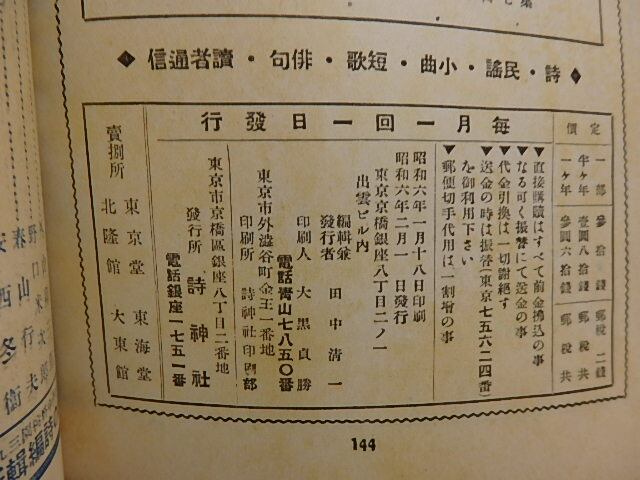 ◆詩・民謠・小曲・短歌・俳句・讀者通信◆
毎月一回一日發行
定價
一部 參拾錢 郵稅二錢
半ヶ年 壹圓八拾錢 郵稅共
一ヶ年 參圓六拾錢 郵稅共
▼直接購讀はすべて前金拂込の事
▼なる可く振替にて送金の事
▼代金引換は一切謝絕す
▼送金の時は振替(東京七五六二四番)
を御利用下さい
▼郵便切手代用は一割增の事
昭和六年一月十八日印刷
昭和六年二月一日發行
東京京橋銀座八丁目二ノ一
出雲ビル内
編輯兼
發行者 田中淸一
印刷人 大黒貞勝
電話靑山七八五〇番
東京市外澁谷町金王一番地
印刷所 詩神社印刷部
東京市京橋區銀座八丁目二番地
發行所 詩神社
電話銀座一七五一番
賣捌所 東京堂 東海堂
北隆館 大東館
144